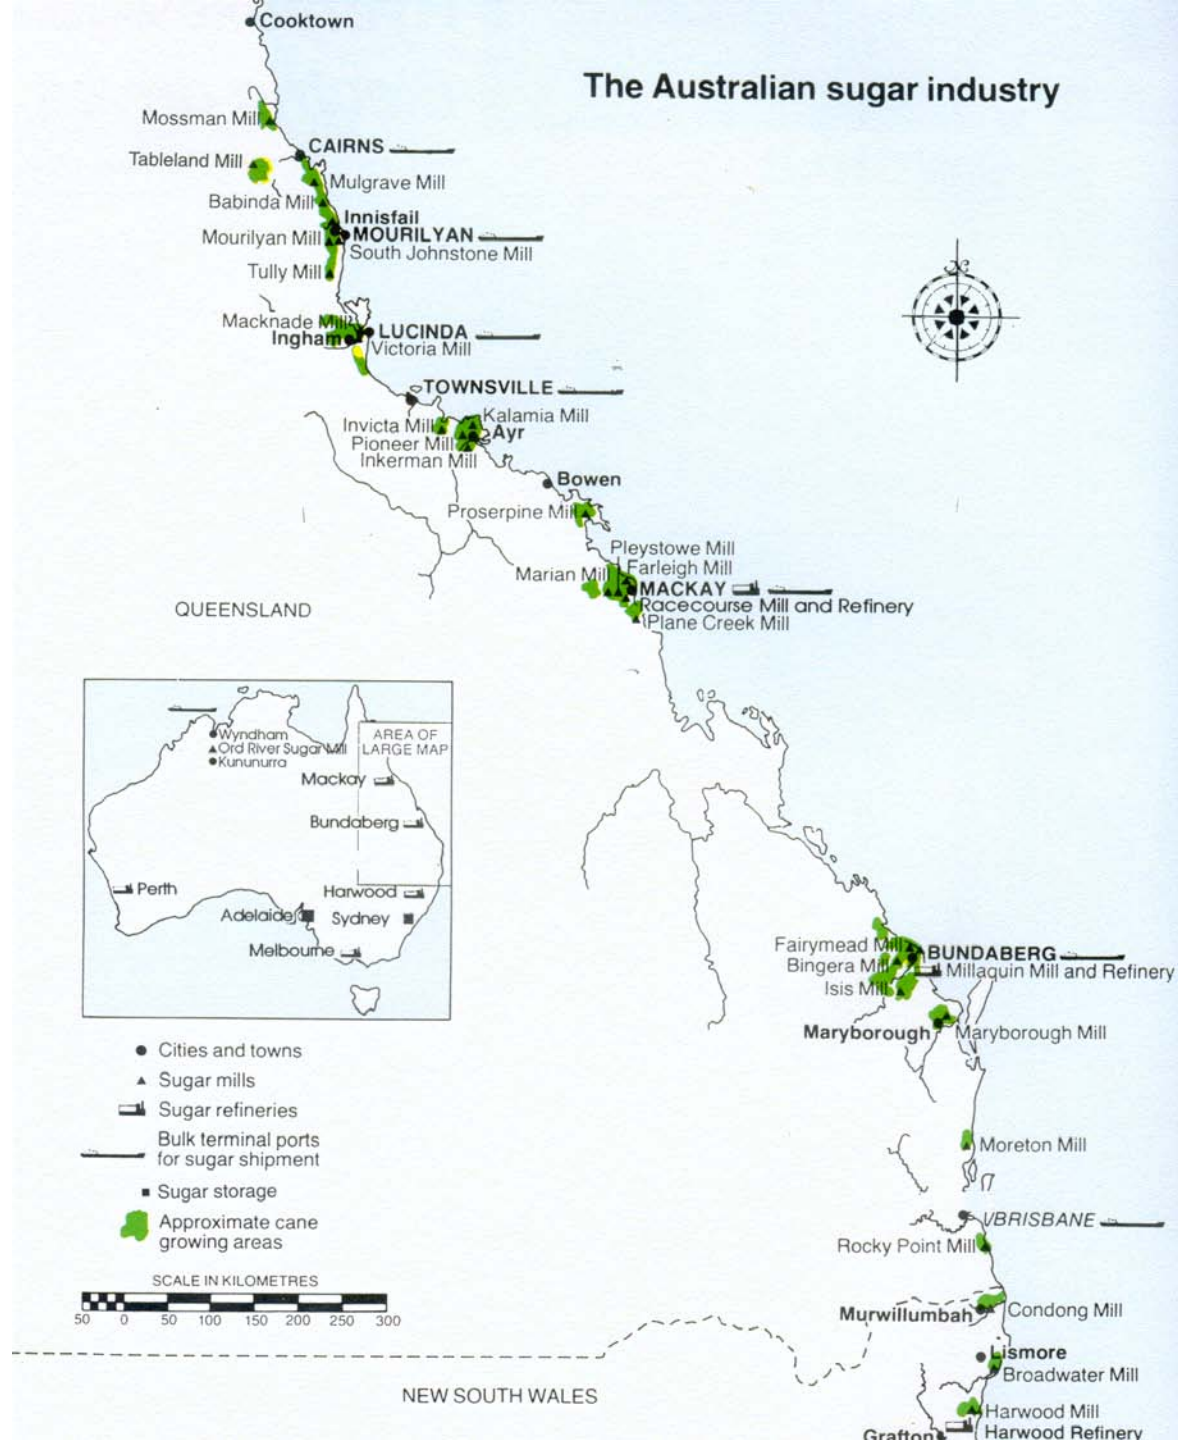 Cooktown
The Australian sugar industry
Mossman Mill
CAIRNS
Tableland Mill
Mulgrave Mill
Babinda Mill
Innisfail
MOURILYAN
Mourilyan Mill
South Johnstone Mill
Tully Mill
Macknade Mill
LUCINDA
Ingham
Victoria Mill
TOWNSVILLE
Kalamia Mill
Invicta Mill
Ayr
Pioneer Mill
Inkerman Mill
Bowen
Proserpine Mill
Pleystowe Mill
Farleigh Mill
Marian Mill
MACKAY
Racecourse Mill and Refinery
Plane Creek Mill
QUEENSLAND
Wyndham
Ord River Sugar Mill
Kununurra
AREA OF
LARGE MAP
Mackay
Bundaberg
Perth
Harwood
Adelaide
Sydney
Melbourne
Fairymead Mill
BUNDABERG
Bingera Mill
Millaquin Mill and Refinery
Isis Mill
Maryborough
Maryborough Mill
Cities and towns
Sugar mills
Sugar refineries
Bulk terminal ports
for sugar shipment
Sugar storage
Approximate cane
growing areas
SCALE IN KILOMETRES
50 0 50 100 150 200 250 300
Moreton Mill
BRISBANE
Rocky Point Mill
Murwillumbah
Condong Mill
Lismore
Broadwater Mill
NEW SOUTH WALES
Harwood Mill
Harwood Refinery
Grafton